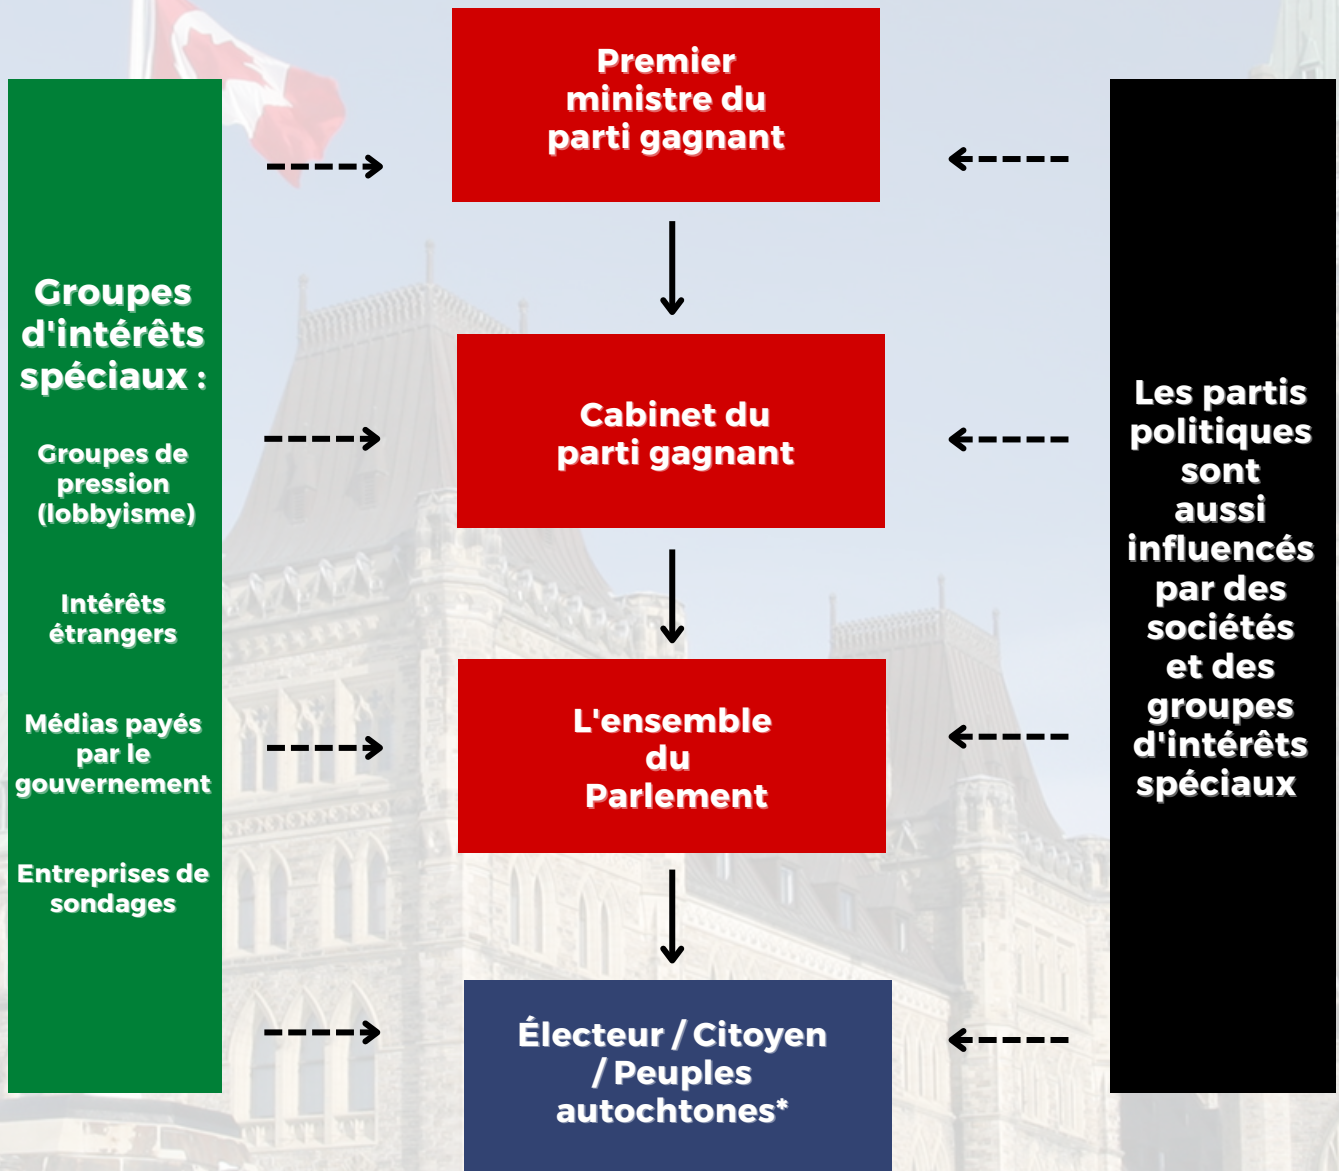 Premier
ministre du
parti gagnant
Groupes
d'intérêts
spéciaux :
Groupes de
pression
(lobbyisme)
Intérêts
étrangers
Médias payés
par le
gouvernement
Entreprises de
sondages
Cabinet du
parti gagnant
L'ensemble
du
Parlement
Électeur / Citoyen
/ Peuples
autochtones*
Les partis
politiques
sont
aussi
influencés
par des
sociétés
et des
groupes
d'intérêts
spéciaux